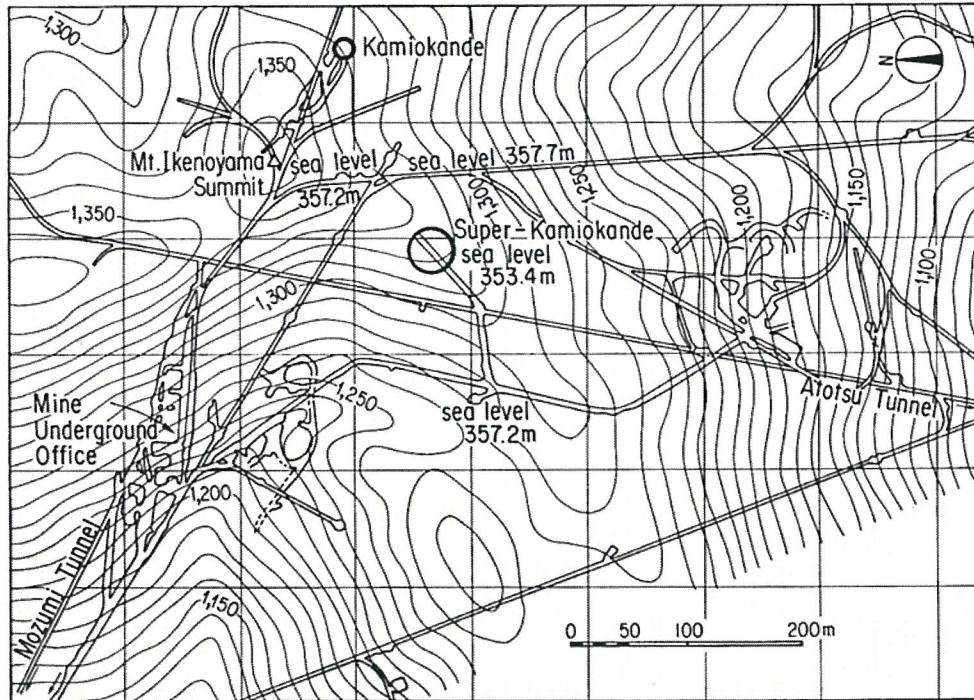 1,300
Kamiokande
1,350
N
Mt. Ikenoyama
Summit
sea level
357.2m
sea level 357.7m
1,300
1,250
1,200
1,150
1,100
1,350
Super-Kamiokande
sea level
353.4m
1,300
1,250
Mine
Underground
Office
sea level
357.2m
Atotsu Tunnel
1,200
Mozumi Tunnel
1,150
0 50 100 200m